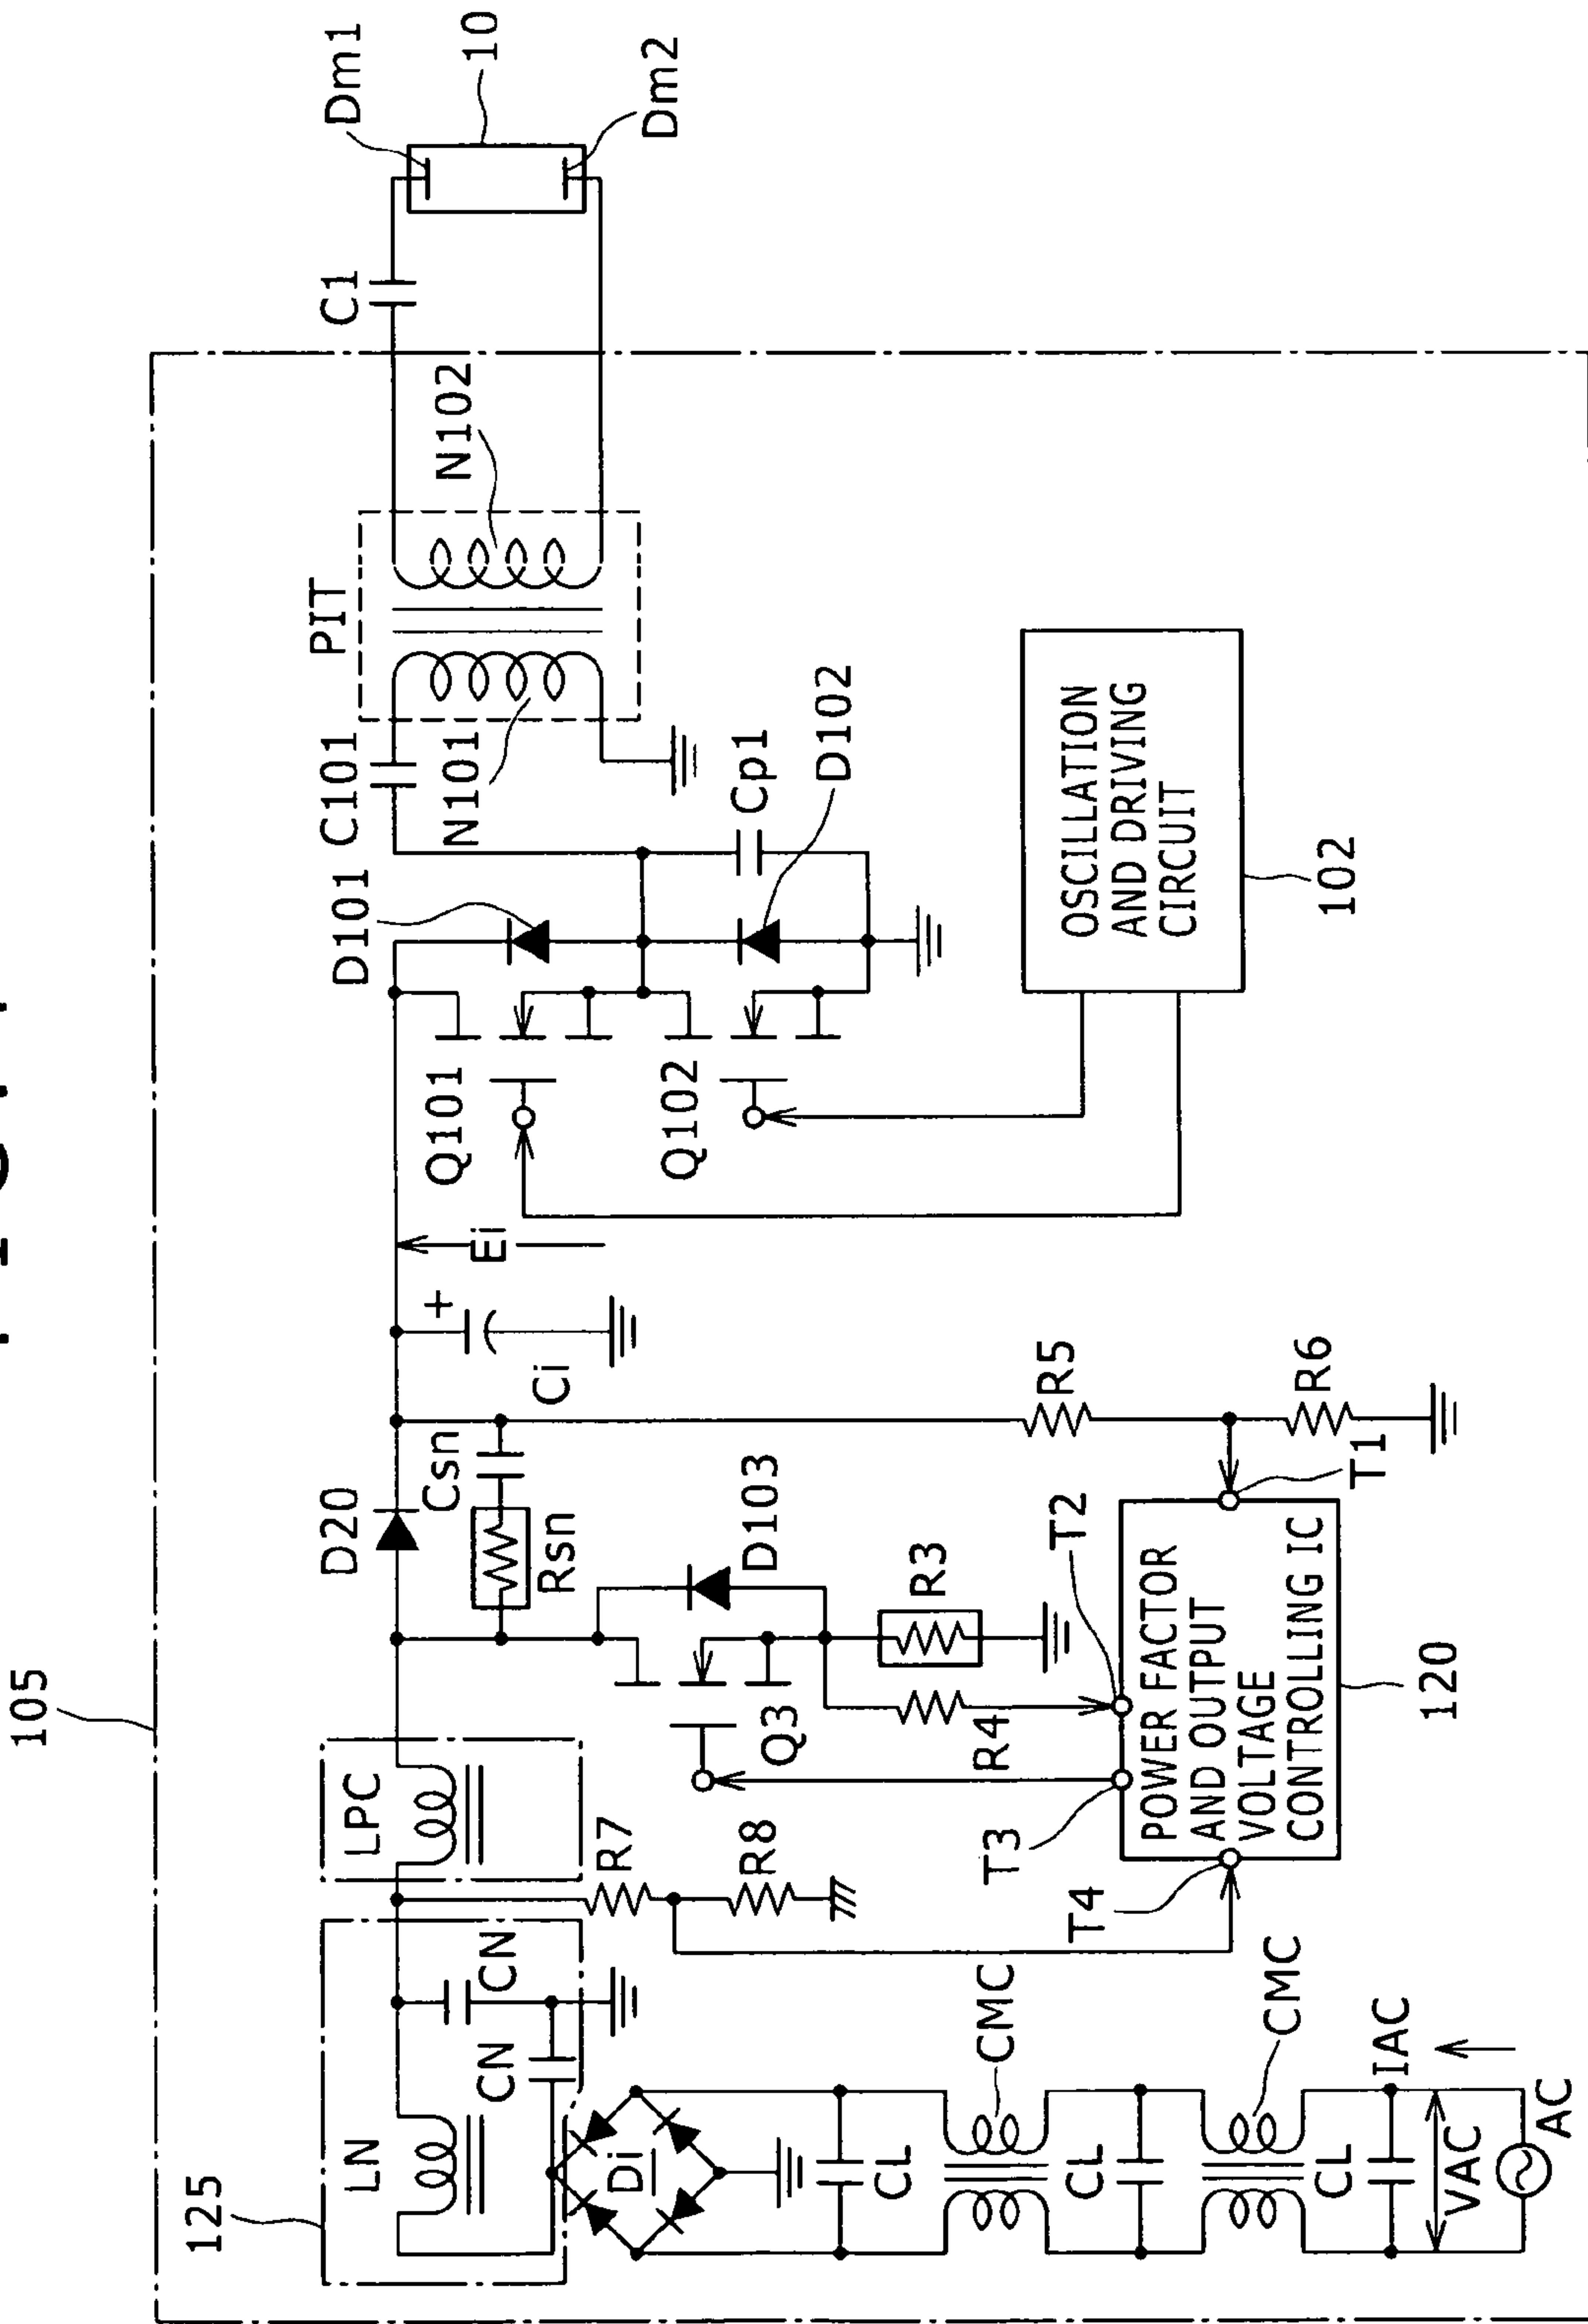 105
125
LN
CN
CN
Di
LPC
R7
R8
D20
Csn
Rsn
D103
Q3
R3
R4
T2
T3
T4
T1
POWER FACTOR
AND OUTPUT
VOLTAGE
CONTROLLING IC
120
R5
R6
Ci
+
Ei
Q101
Q102
D101
D102
Cp1
C101
N101
PIT
N102
C1
Dm1
10
Dm2
OSCILLATION
AND DRIVING
CIRCUIT
102
CL
CMC
CL
CMC
CL
IAC
VAC
AC